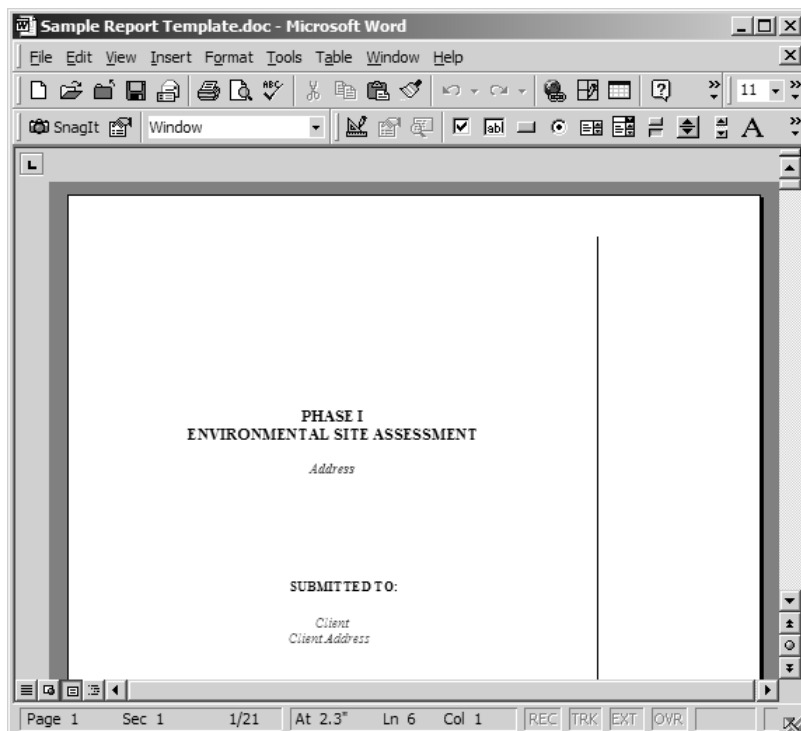 Sample Report Template.doc - Microsoft Word
File Edit View Insert Format Tools Table Window Help
ABC 11
SnagIt Window ab| A
L
PHASE I
ENVIRONMENTAL SITE ASSESSMENT
Address
SUBMITTED TO:
Client
Client Address
Page 1 Sec 1 1/21 At 2.3" Ln 6 Col 1 REC TRK EXT OVR